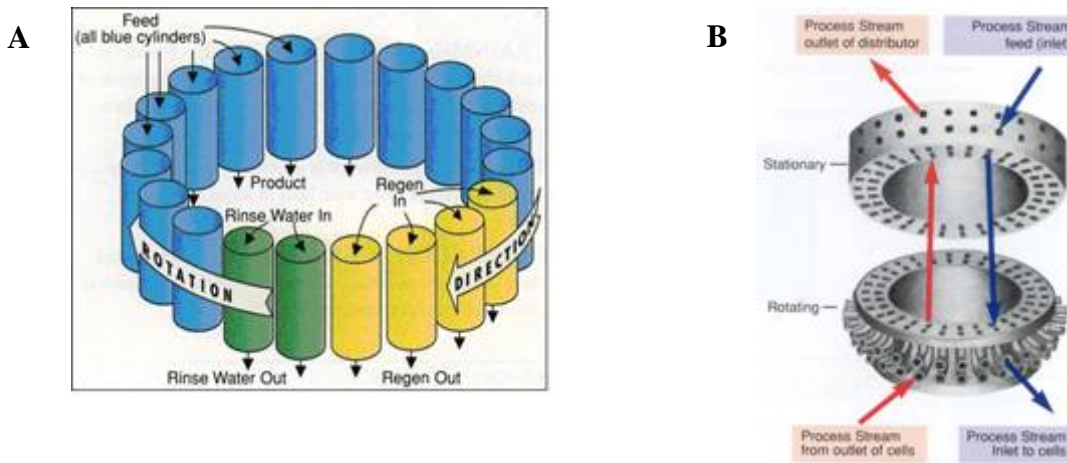 A
Feed
(all blue cylinders)
Product
Regen
In
Rinse Water In
ROTATION
DIRECTION
Rinse Water Out
Regen Out
B
Process Stream
outlet of distributor
Process Stream
feed (inlet
Stationary
Rotating
Process Stream
from outlet of cells
Process Stream
Inlet to cells